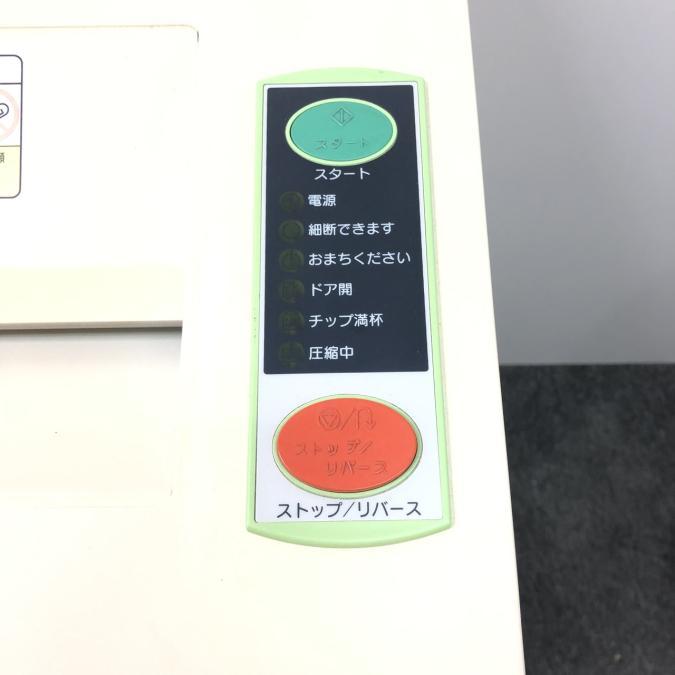 スタート
スタート
電源
細断できます
おまちください
ドア開
チップ満杯
圧縮中
ストップ/
リバース
ストップ/リバース
類